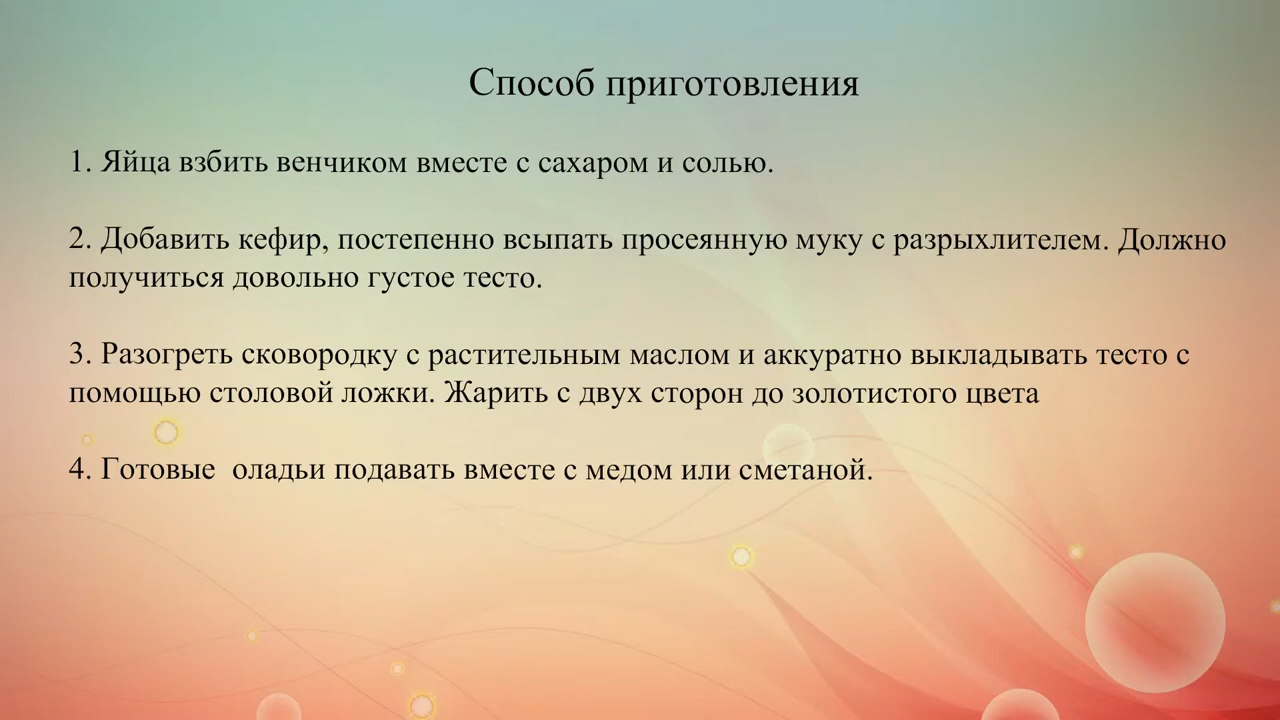 Способ приготовления
1. Яйца взбить венчиком вместе с сахаром и солью.
2. Добавить кефир, постепенно всыпать просеянную муку с разрыхлителем. Должно
получиться довольно густое тесто.
3. Разогреть сковородку с растительным маслом и аккуратно выкладывать тесто с
помощью столовой ложки. Жарить с двух сторон до золотистого цвета
4. Готовые  оладьи подавать вместе с медом или сметаной.